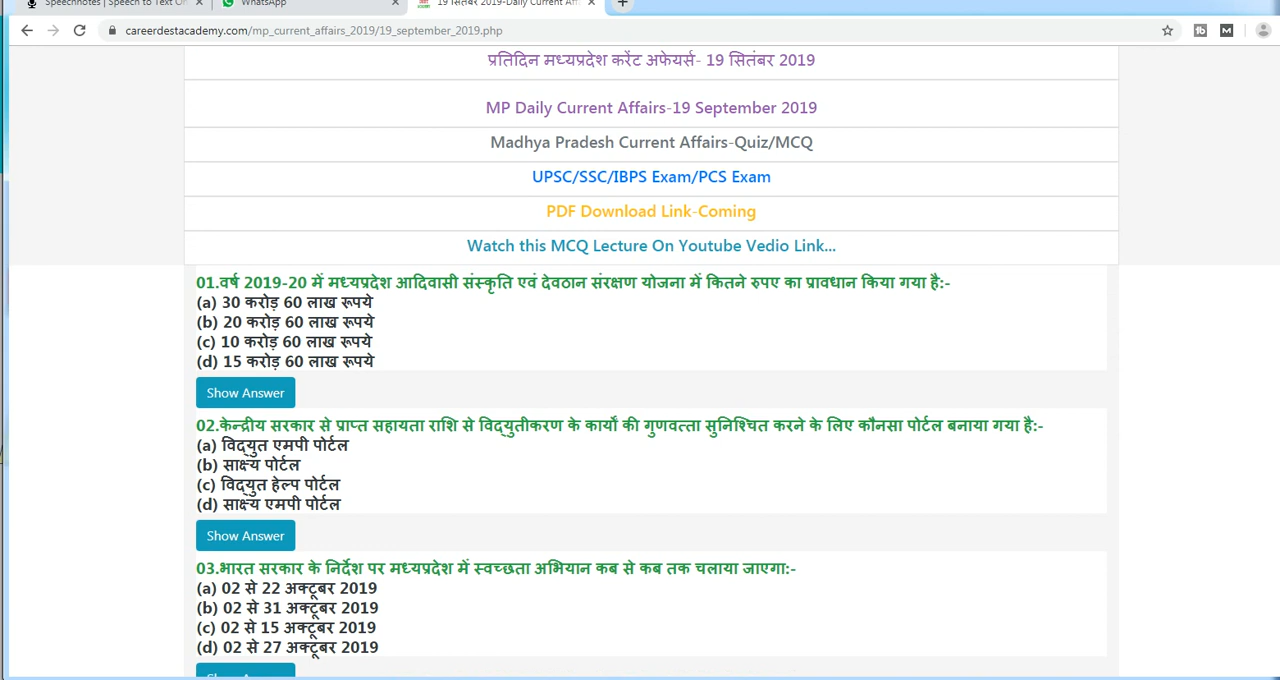 Speechnotes | Speech to Text On
WhatsApp
19 सितंबर 2019-Daily Current Aff
careerdestacademy.com/mp_current_affairs_2019/19_september_2019.php
प्रतिदिन मध्यप्रदेश करेंट अफेयर्स- 19 सितंबर 2019
MP Daily Current Affairs-19 September 2019
Madhya Pradesh Current Affairs-Quiz/MCQ
UPSC/SSC/IBPS Exam/PCS Exam
PDF Download Link-Coming
Watch this MCQ Lecture On Youtube Vedio Link...
01.वर्ष 2019-20 में मध्यप्रदेश आदिवासी संस्कृति एवं देवठान संरक्षण योजना में कितने रुपए का प्रावधान किया गया है:-
(a) 30 करोड़ 60 लाख रूपये
(b) 20 करोड़ 60 लाख रूपये
(c) 10 करोड़ 60 लाख रूपये
(d) 15 करोड़ 60 लाख रूपये
Show Answer
02.केन्द्रीय सरकार से प्राप्त सहायता राशि से विद्युतीकरण के कार्यों की गुणवत्ता सुनिश्चित करने के लिए कौनसा पोर्टल बनाया गया है:-
(a) विद्युत एमपी पोर्टल
(b) साक्ष्य पोर्टल
(c) विद्युत हेल्प पोर्टल
(d) साक्ष्य एमपी पोर्टल
Show Answer
03.भारत सरकार के निर्देश पर मध्यप्रदेश में स्वच्छता अभियान कब से कब तक चलाया जाएगा:-
(a) 02 से 22 अक्टूबर 2019
(b) 02 से 31 अक्टूबर 2019
(c) 02 से 15 अक्टूबर 2019
(d) 02 से 27 अक्टूबर 2019